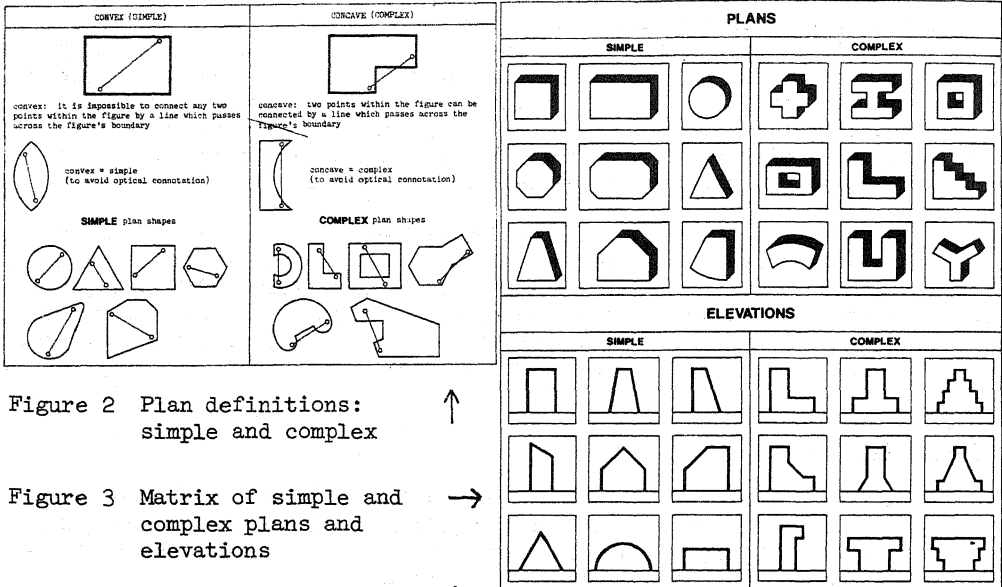 CONVEX (SIMPLE)
convex: it is impossible to connect any two
points within the figure by a line which passes
across the figure's boundary
convex = simple
(to avoid optical connotation)
SIMPLE plan shapes
CONCAVE (COMPLEX)
concave: two points within the figure can be
connected by a line which passes across the
figure's boundary
concave = complex
(to avoid optical connotation)
COMPLEX plan shapes
Figure 2 Plan definitions:
simple and complex
Figure 3 Matrix of simple and
complex plans and
elevations
PLANS
SIMPLE
COMPLEX
ELEVATIONS
SIMPLE
COMPLEX